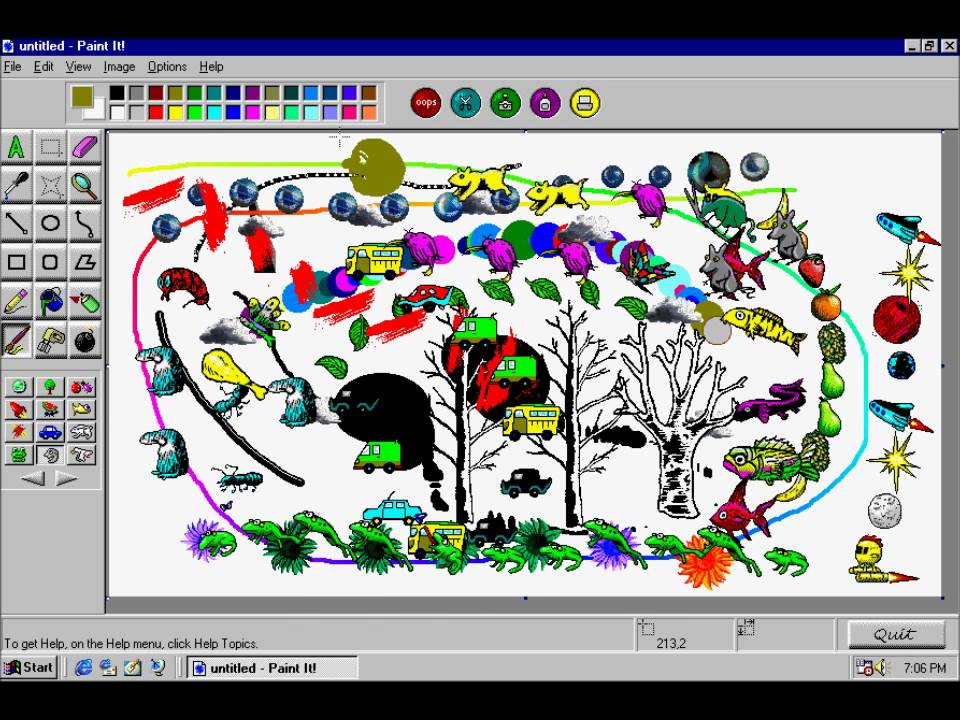 untitled - Paint It!
File Edit View Image Options Help
oops
A
To get Help, on the Help menu, click Help Topics.
213,2
Quit
Start
untitled - Paint It!
7:06 PM